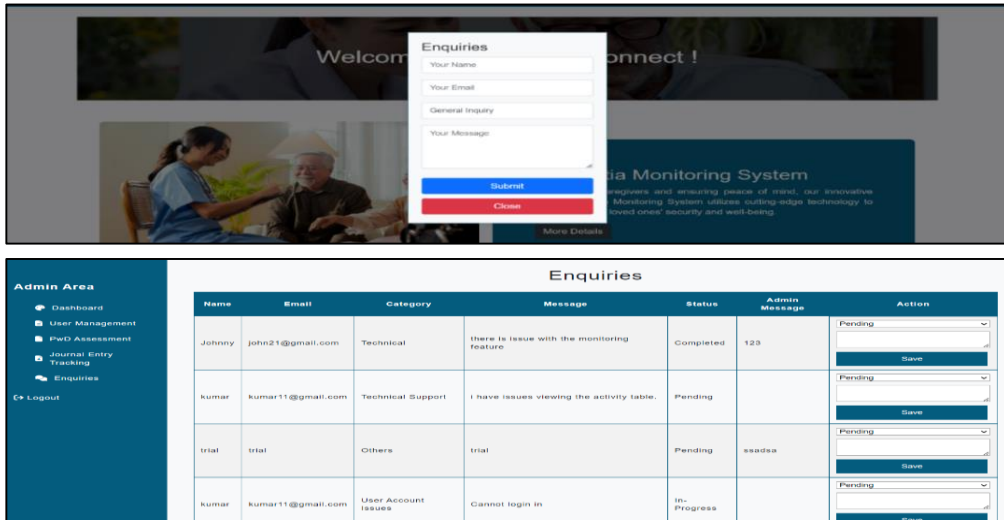 Welcom
onnect !
Enquiries
Your Name
Your Email
General Inquiry
Your Message
Submit
Close
ia Monitoring System
aregivers and ensuring peace of mind, our innovative
Monitoring System utilizes cutting-edge technology to
loved ones' security and well-being.
More Details
Admin Area
Dashboard
User Management
PwD Assessment
Journal Entry
Tracking
Enquiries
Logout
Enquiries
Name Email Category Message Status Admin Message Action
Johnny john21@gmail.com Technical there is issue with the monitoring feature Completed 123 Pending
Save
kumar kumar11@gmail.com Technical Support i have issues viewing the activity table. Pending Pending
Save
trial trial Others trial Pending ssadsa Pending
Save
kumar kumar11@gmail.com User Account Issues Cannot login in In-Progress Pending
Save